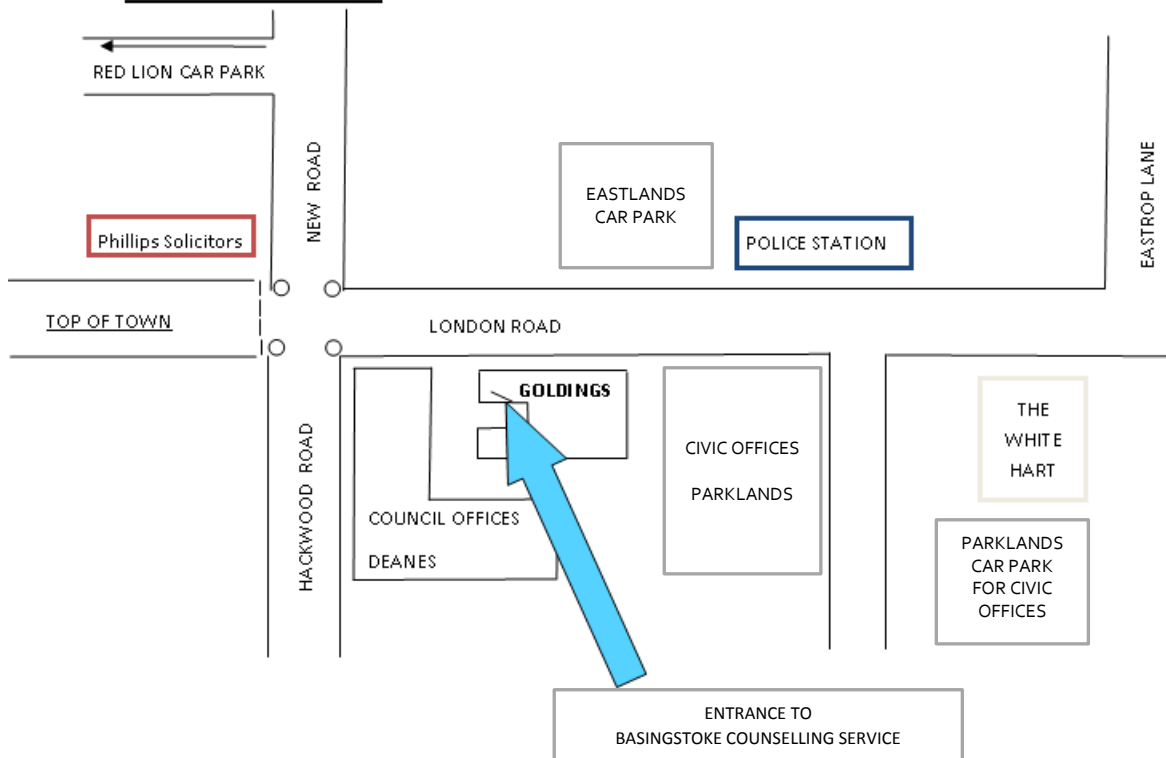 RED LION CAR PARK
NEW ROAD
EASTLANDS
CAR PARK
EASTROP LANE
Phillips Solicitors
POLICE STATION
TOP OF TOWN
LONDON ROAD
GOLDINGS
HACKWOOD ROAD
COUNCIL OFFICES
DEANES
CIVIC OFFICES
PARKLANDS
THE
WHITE
HART
PARKLANDS
CAR PARK
FOR CIVIC
OFFICES
ENTRANCE TO
BASINGSTOKE COUNSELLING SERVICE